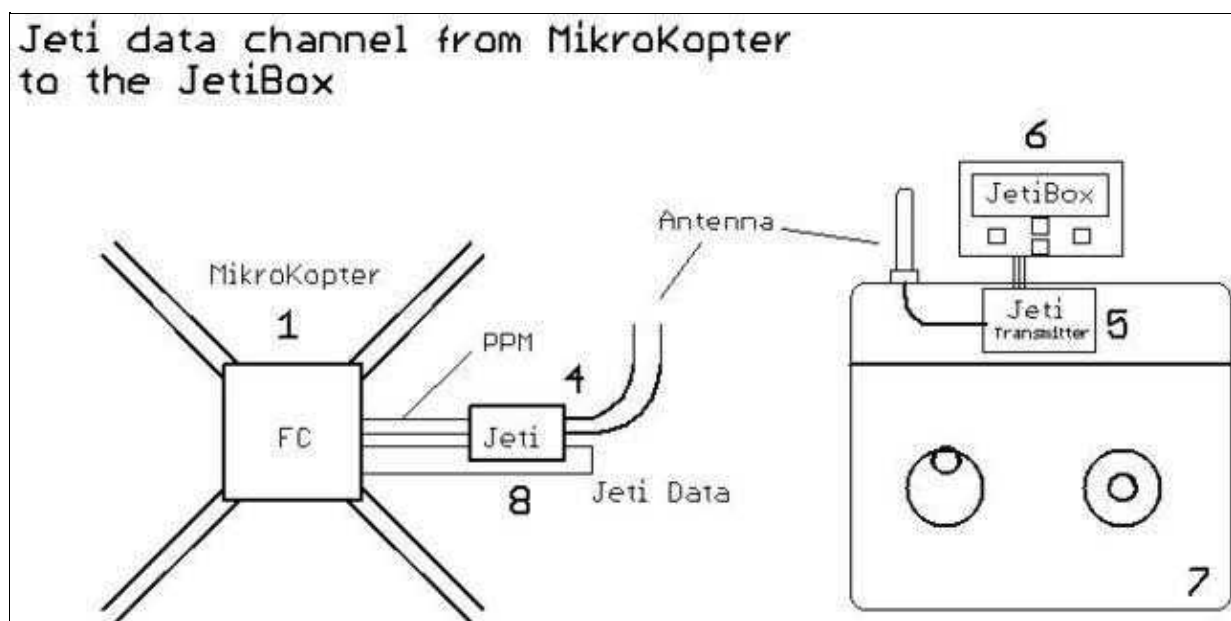 Jeti data channel from MikroKopter
to the JetiBox
6
JetiBox
Antenna
MikroKopter
1
Jeti
Transmitter
5
PPM
4
FC
Jeti
Jeti Data
8
7